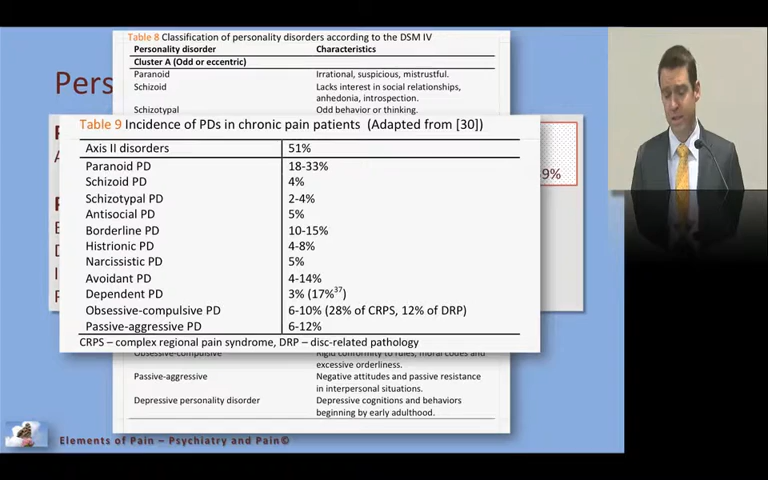 Table 8 Classification of personality disorders according to the DSM IV
Personality disorder Characteristics
Cluster A (Odd or eccentric)
Paranoid Irrational, suspicious, mistrustful.
Schizoid Lacks interest in social relationships,
anhedonia, introspection.
Schizotypal Odd behavior or thinking.
Pers
Table 9 Incidence of PDs in chronic pain patients (Adapted from [30])
Axis II disorders 51%
Paranoid PD 18-33%
Schizoid PD 4%
Schizotypal PD 2-4%
Antisocial PD 5%
Borderline PD 10-15%
Histrionic PD 4-8%
Narcissistic PD 5%
Avoidant PD 4-14%
Dependent PD 3% (17%37)
Obsessive-compulsive PD 6-10% (28% of CRPS, 12% of DRP)
Passive-aggressive PD 6-12%
CRPS – complex regional pain syndrome, DRP – disc-related pathology
9%
Obsessive-compulsive Rigid conformity to rules, moral codes and
excessive orderliness.
Passive-aggressive Negative attitudes and passive resistance
in interpersonal situations.
Depressive personality disorder Depressive cognitions and behaviors
beginning by early adulthood.
Elements of Pain – Psychiatry and Pain©